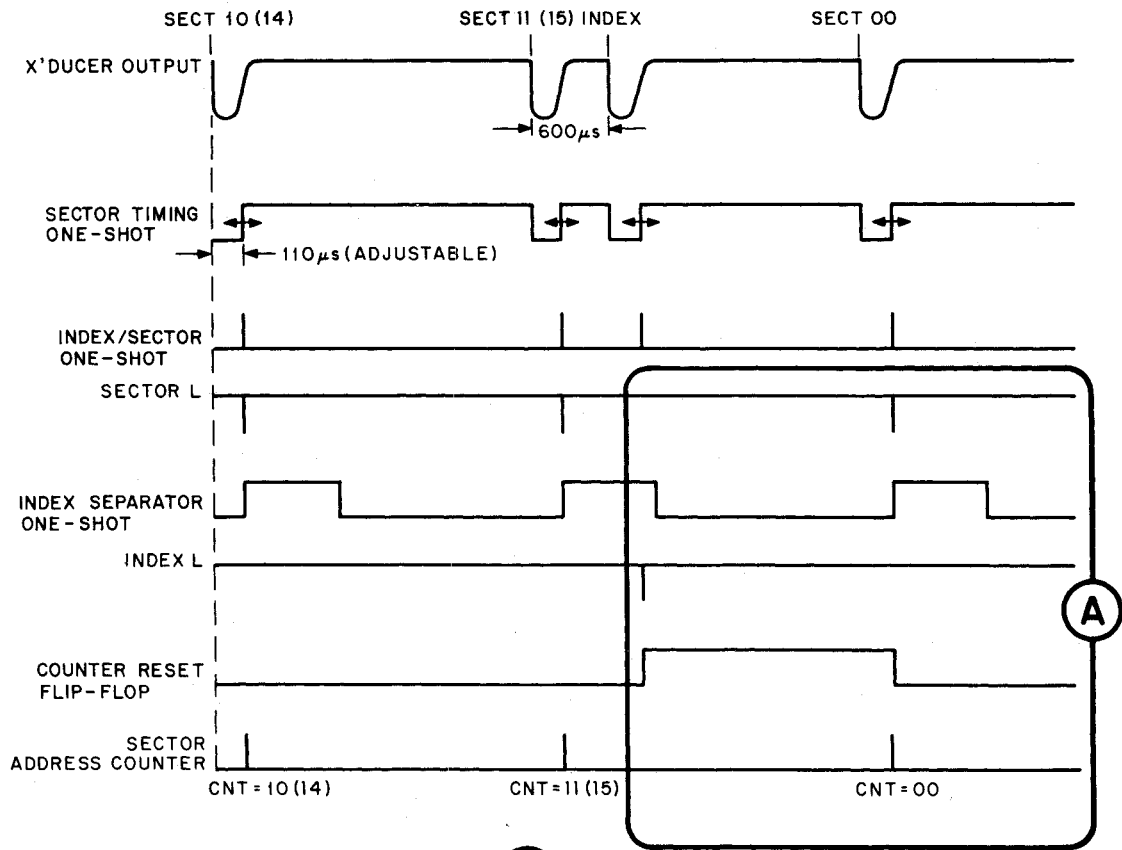 SECT 10 (14) SECT 11 (15) INDEX SECT 00
X'DUCER OUTPUT
600µs
SECTOR TIMING
ONE-SHOT
110µs (ADJUSTABLE)
INDEX/SECTOR
ONE-SHOT
SECTOR L
INDEX SEPARATOR
ONE-SHOT
INDEX L
A
COUNTER RESET
FLIP-FLOP
SECTOR
ADDRESS COUNTER
CNT=10 (14) CNT=11 (15) CNT=00